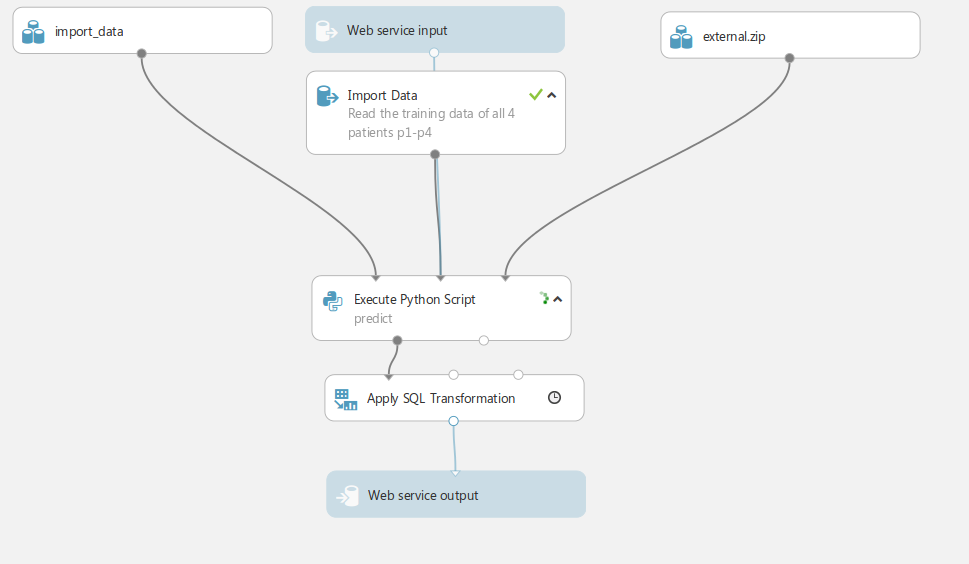 import_data
Web service input
external.zip
Import Data
Read the training data of all 4
patients p1-p4
Execute Python Script
predict
Apply SQL Transformation
Web service output